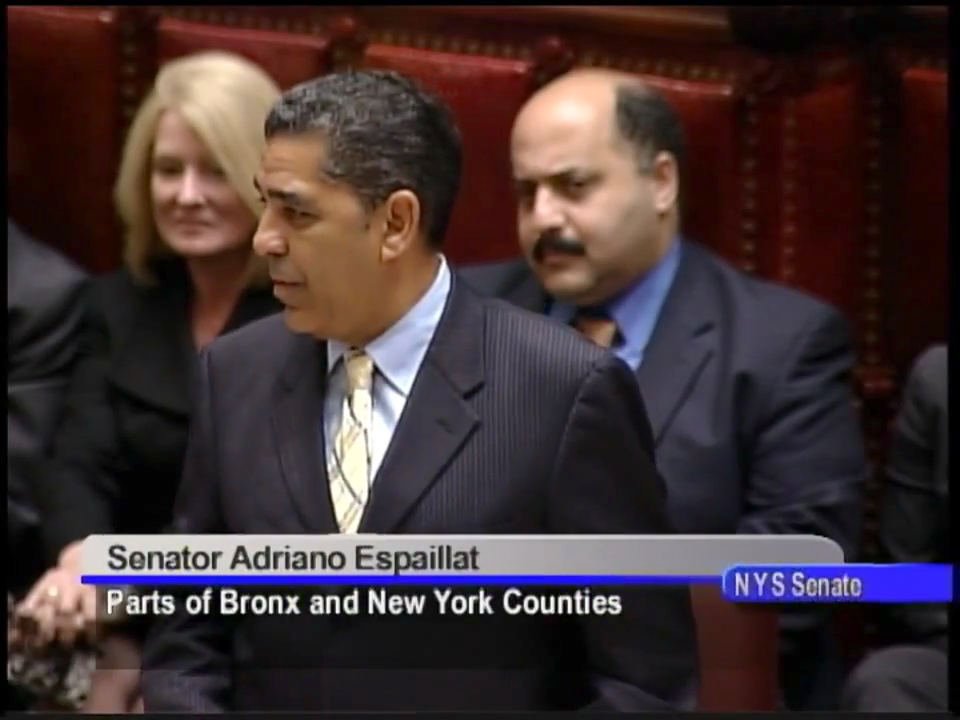 Senator Adriano Espaillat
Parts of Bronx and New York Counties
NYS Senate